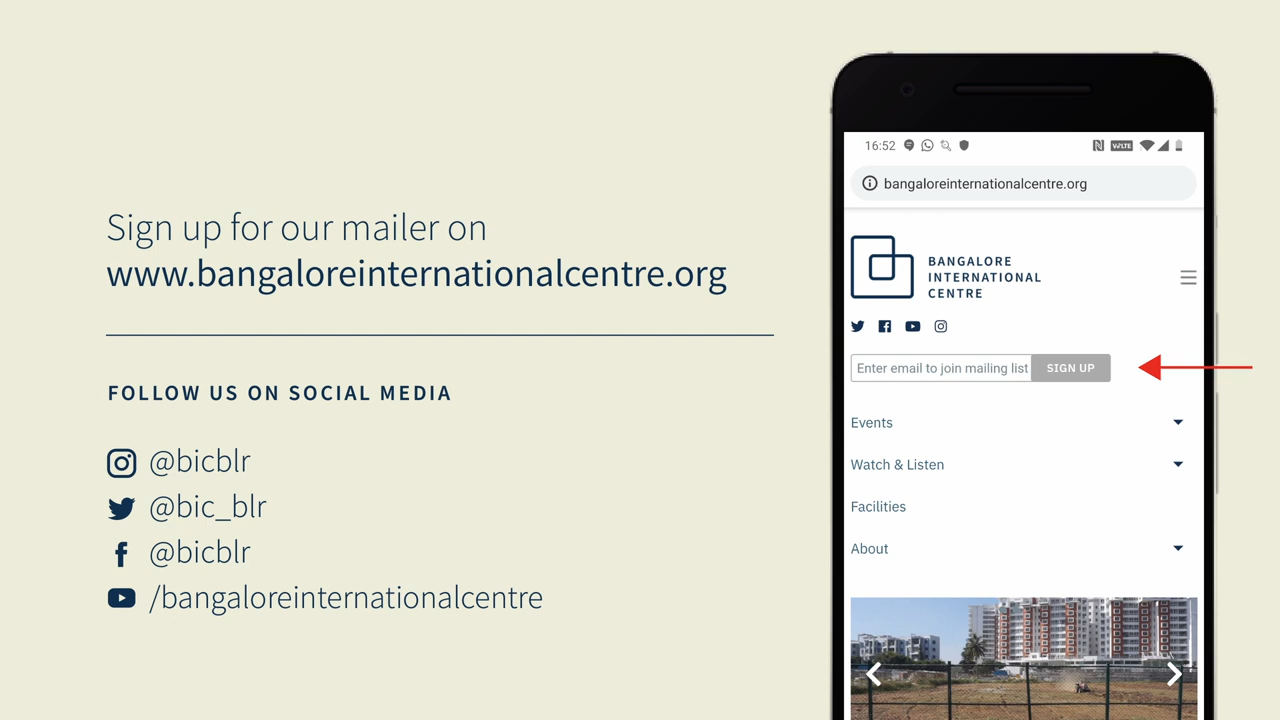 Sign up for our mailer on
www.bangaloreinternationalcentre.org
FOLLOW US ON SOCIAL MEDIA
@bicblr
@bic_blr
@bicblr
/bangaloreinternationalcentre
16:52
VoLTE
bangaloreinternationalcentre.org
BANGALORE
INTERNATIONAL
CENTRE
Enter email to join mailing list SIGN UP
Events
Watch & Listen
Facilities
About